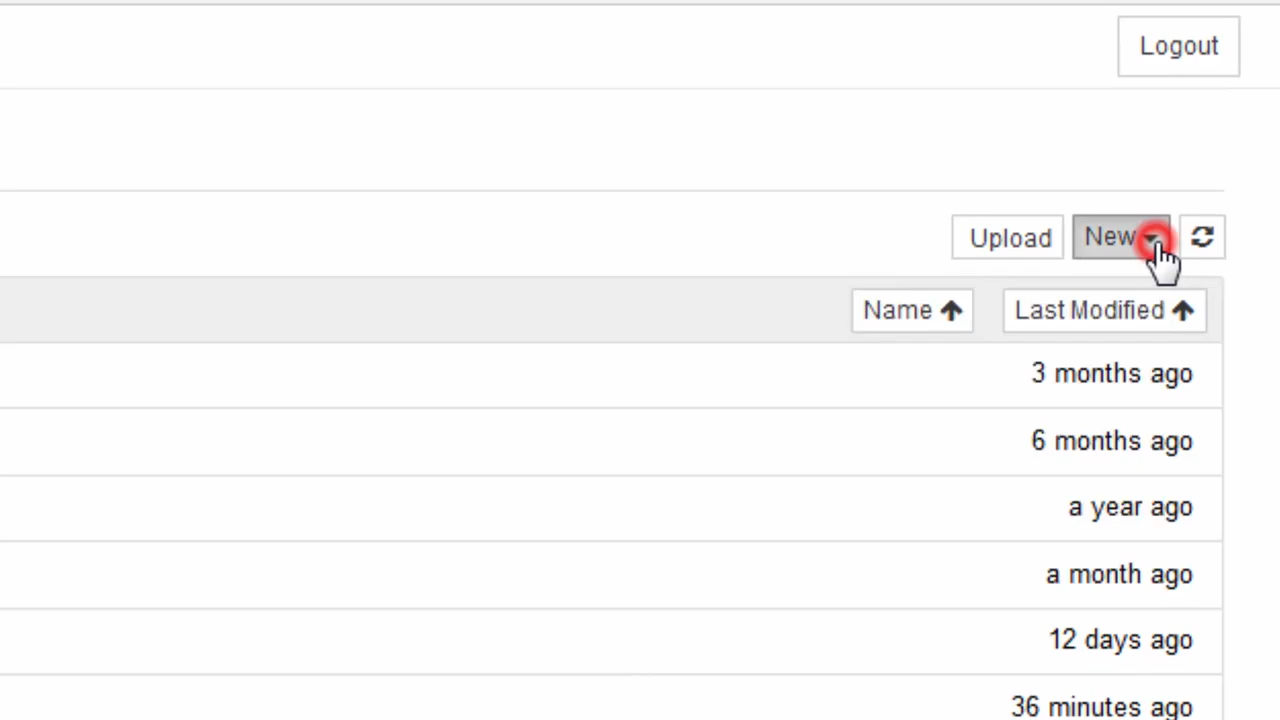 Logout
Upload New
Name Last Modified
3 months ago
6 months ago
a year ago
a month ago
12 days ago
36 minutes ago